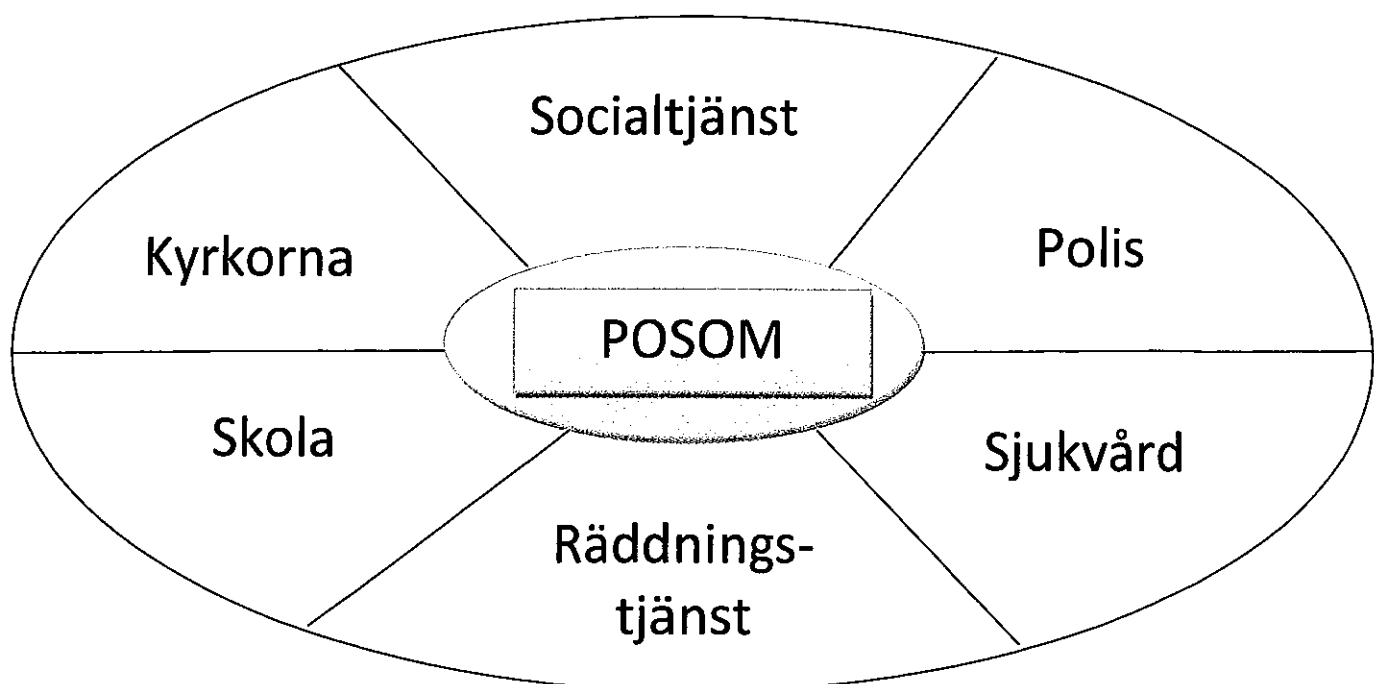 Socialtjänst
Kyrkorna
Polis
POSOM
Skola
Sjukvård
Räddnings-
tjänst